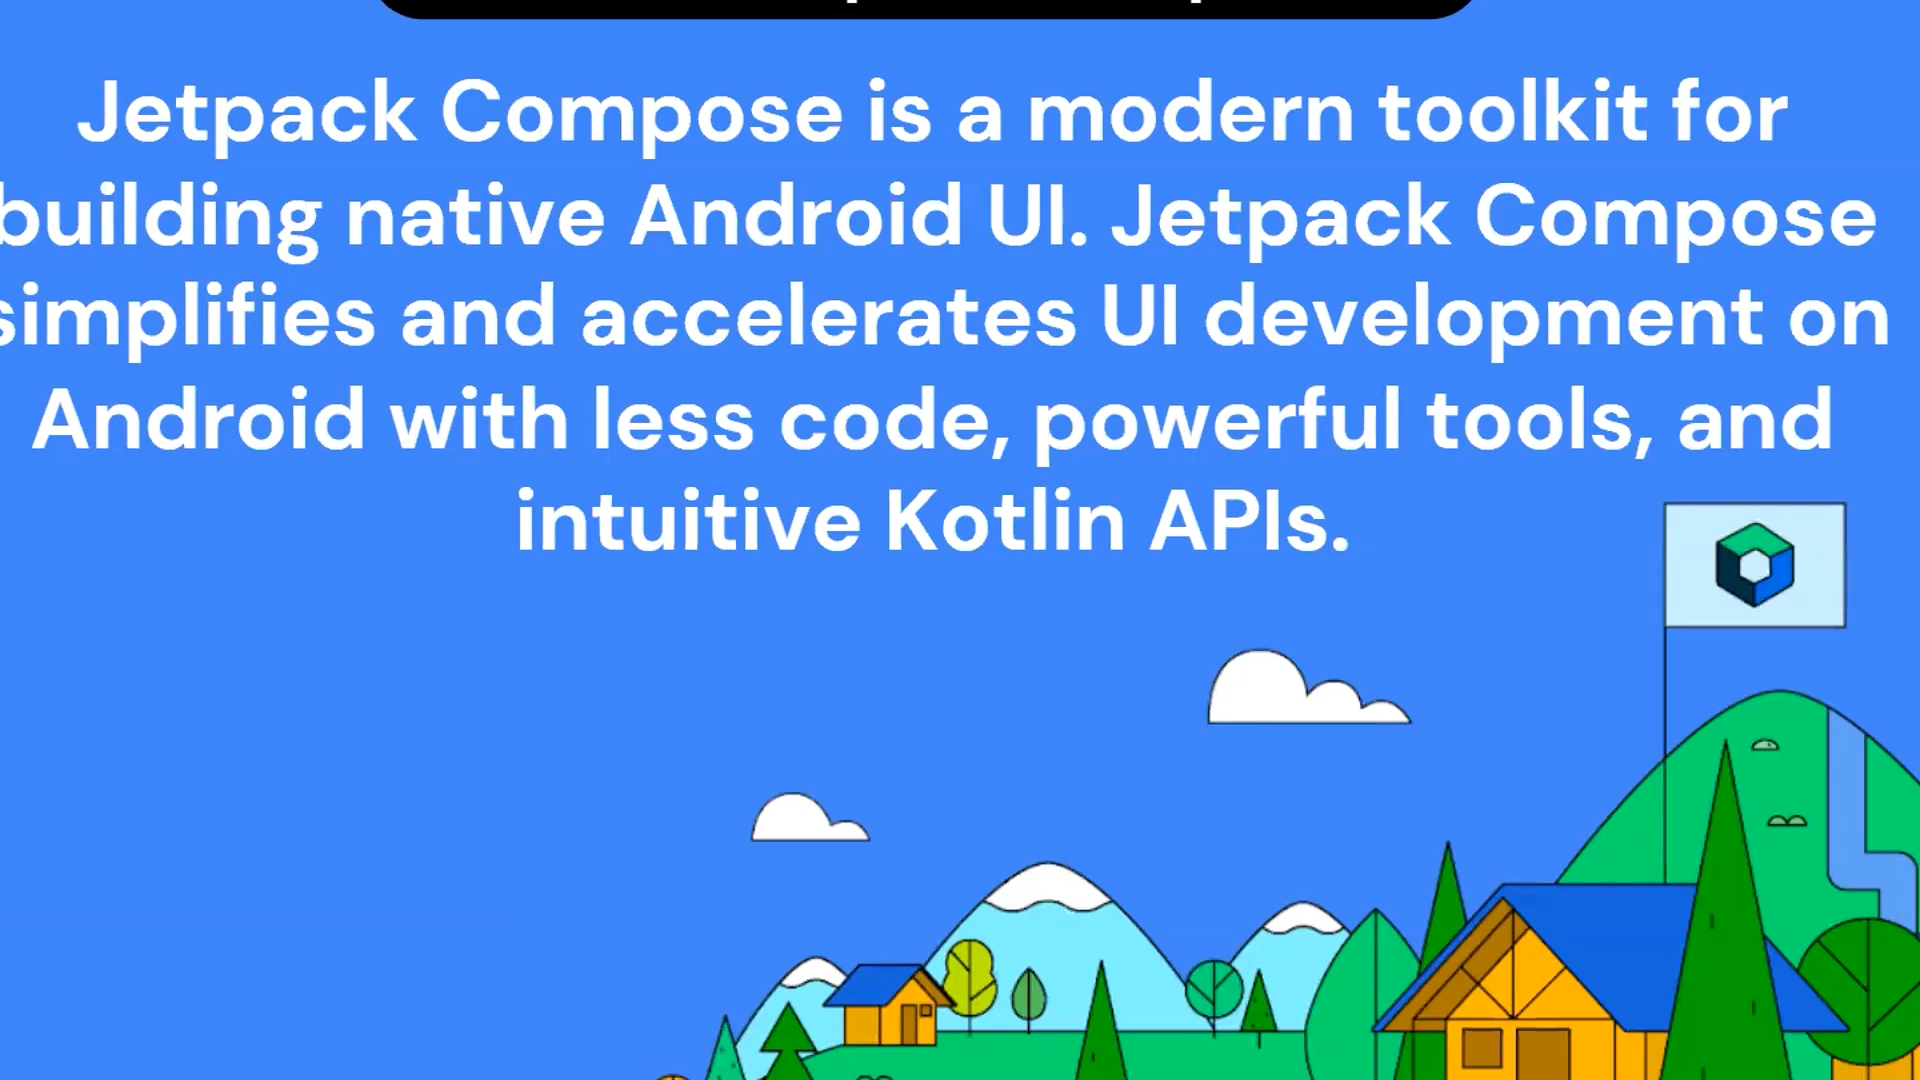 Jetpack Compose is a modern toolkit for
building native Android UI. Jetpack Compose
simplifies and accelerates UI development on
Android with less code, powerful tools, and
intuitive Kotlin APIs.